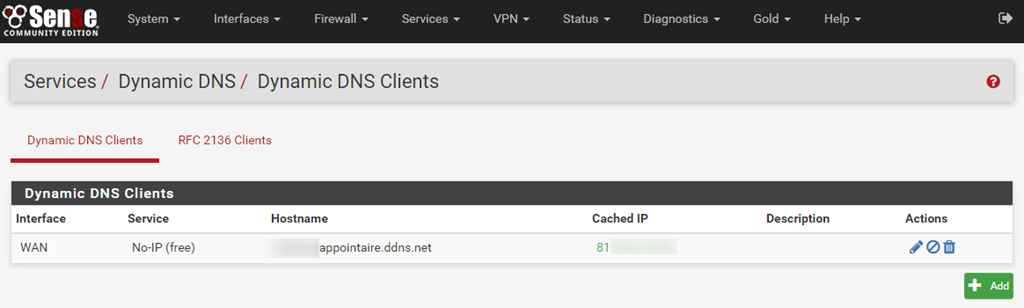 Sense
COMMUNITY EDITION
System Interfaces Firewall Services VPN Status Diagnostics Gold Help
Services / Dynamic DNS / Dynamic DNS Clients
Dynamic DNS Clients RFC 2136 Clients
Dynamic DNS Clients
Interface Service Hostname Cached IP Description Actions
WAN No-IP (free) appointaire.ddns.net 81
Add